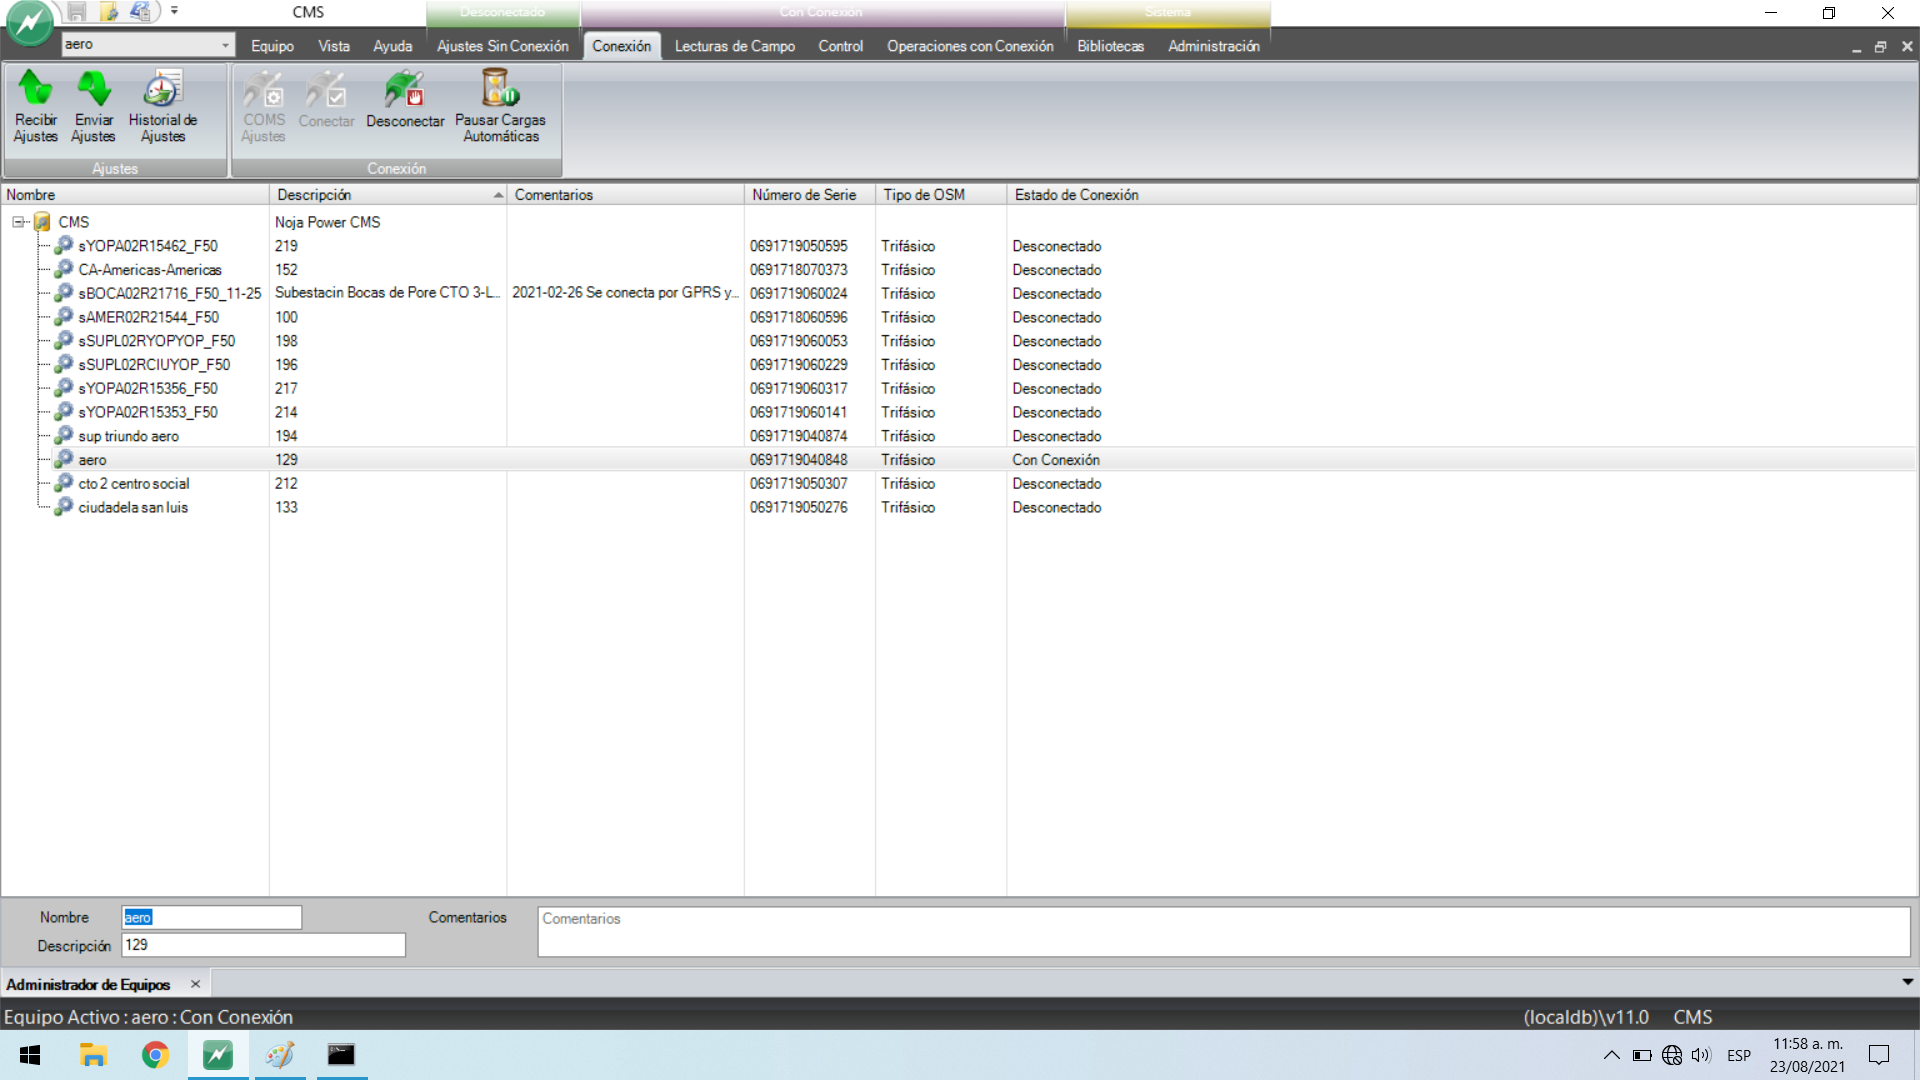 CMS
Desconectado
Con Conexión
Sistema
aero
Equipo
Vista
Ayuda
Ajustes Sin Conexión
Conexión
Lecturas de Campo
Control
Operaciones con Conexión
Bibliotecas
Administración
Recibir Ajustes
Enviar Ajustes
Historial de Ajustes
COMS Ajustes
Conectar
Desconectar
Pausar Cargas Automáticas
Ajustes
Conexión
Nombre Descripción Comentarios Número de Serie Tipo de OSM Estado de Conexión
CMS Noja Power CMS
sYOPA02R15462_F50 219 0691719050595 Trifásico Desconectado
CA-Americas-Americas 152 0691718070373 Trifásico Desconectado
sBOCA02R21716_F50_11-25 Subestacin Bocas de Pore CTO 3-L... 2021-02-26 Se conecta por GPRS y... 0691719060024 Trifásico Desconectado
sAMER02R21544_F50 100 0691718060596 Trifásico Desconectado
sSUPL02RYOPYOP_F50 198 0691719060053 Trifásico Desconectado
sSUPL02RCIUYOP_F50 196 0691719060229 Trifásico Desconectado
sYOPA02R15356_F50 217 0691719060317 Trifásico Desconectado
sYOPA02R15353_F50 214 0691719060141 Trifásico Desconectado
sup triundo aero 194 0691719040874 Trifásico Desconectado
aero 129 0691719040848 Trifásico Con Conexión
cto 2 centro social 212 0691719050307 Trifásico Desconectado
ciudadela san luis 133 0691719050276 Trifásico Desconectado
Nombre aero Comentarios Comentarios
Descripción 129
Administrador de Equipos
Equipo Activo : aero : Con Conexión (localdb)\v11.0 CMS
ESP
11:58 a. m.
23/08/2021